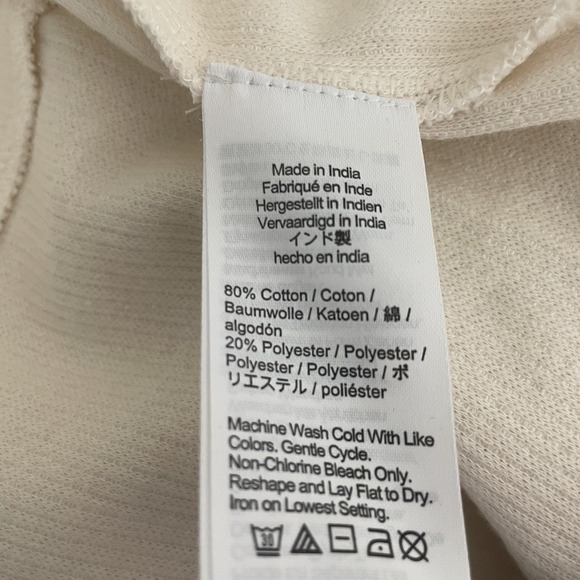 Made in India
Fabriqué en Inde
Hergestellt in Indien
Vervaardigd in India
インド製
hecho en india
80% Cotton / Coton /
Baumwolle / Katoen / 綿 /
algodón
20% Polyester / Polyester /
Polyester / Polyester / ポ
リエステル / poliéster
Machine Wash Cold With Like
Colors. Gentle Cycle.
Non-Chlorine Bleach Only.
Reshape and Lay Flat to Dry.
Iron on Lowest Setting.
30